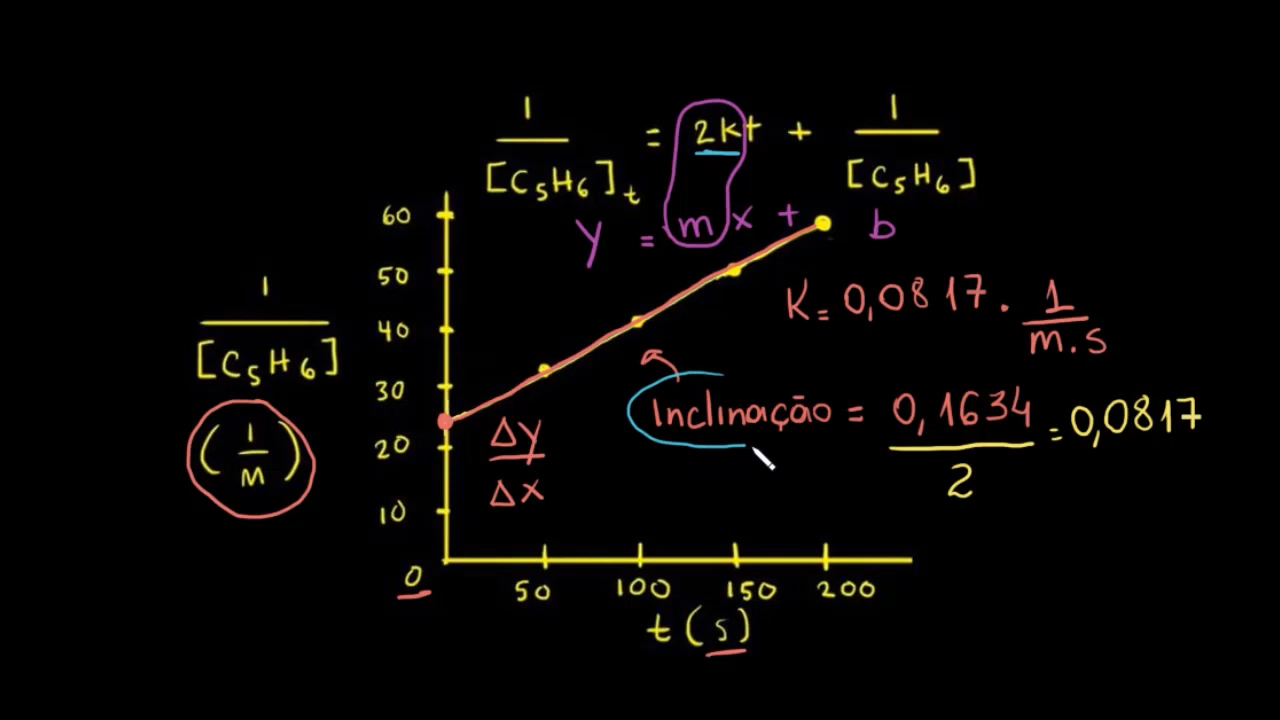 1/[C₅H₆]ₜ = 2kt + 1/[C₅H₆]
y = mx + b
60
50
40
30
20
10
0
1/[C₅H₆]
(1/M)
Δy/Δx
K = 0,0817 . 1/m.s
Inclinação = 0,1634/2 = 0,0817
50 100 150 200
t (s)